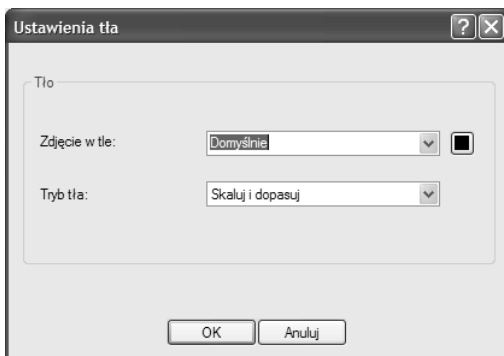 Ustawienia tła
Tło
Zdjęcie w tle: Domyślnie
Tryb tła: Skaluj i dopasuj
OK Anuluj